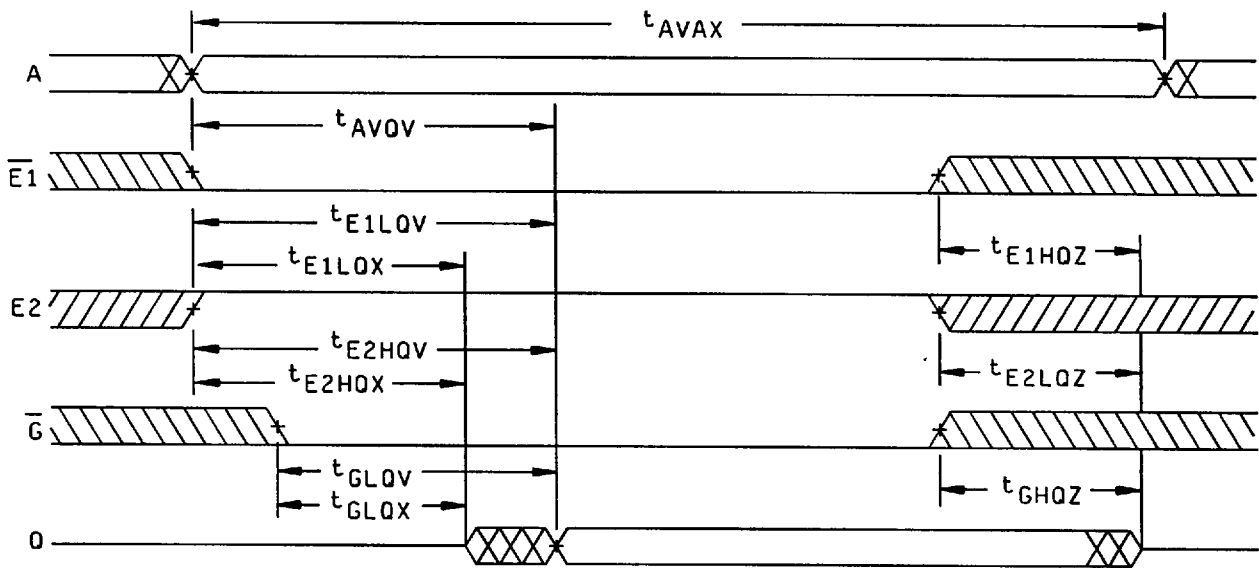 tAVAX
A
tAVQV
E1
tE1LQV
tE1LQX
tE1HQZ
E2
tE2HQV
tE2HQX
tE2LQZ
G
tGLQV
tGLQX
tGHQZ
Q